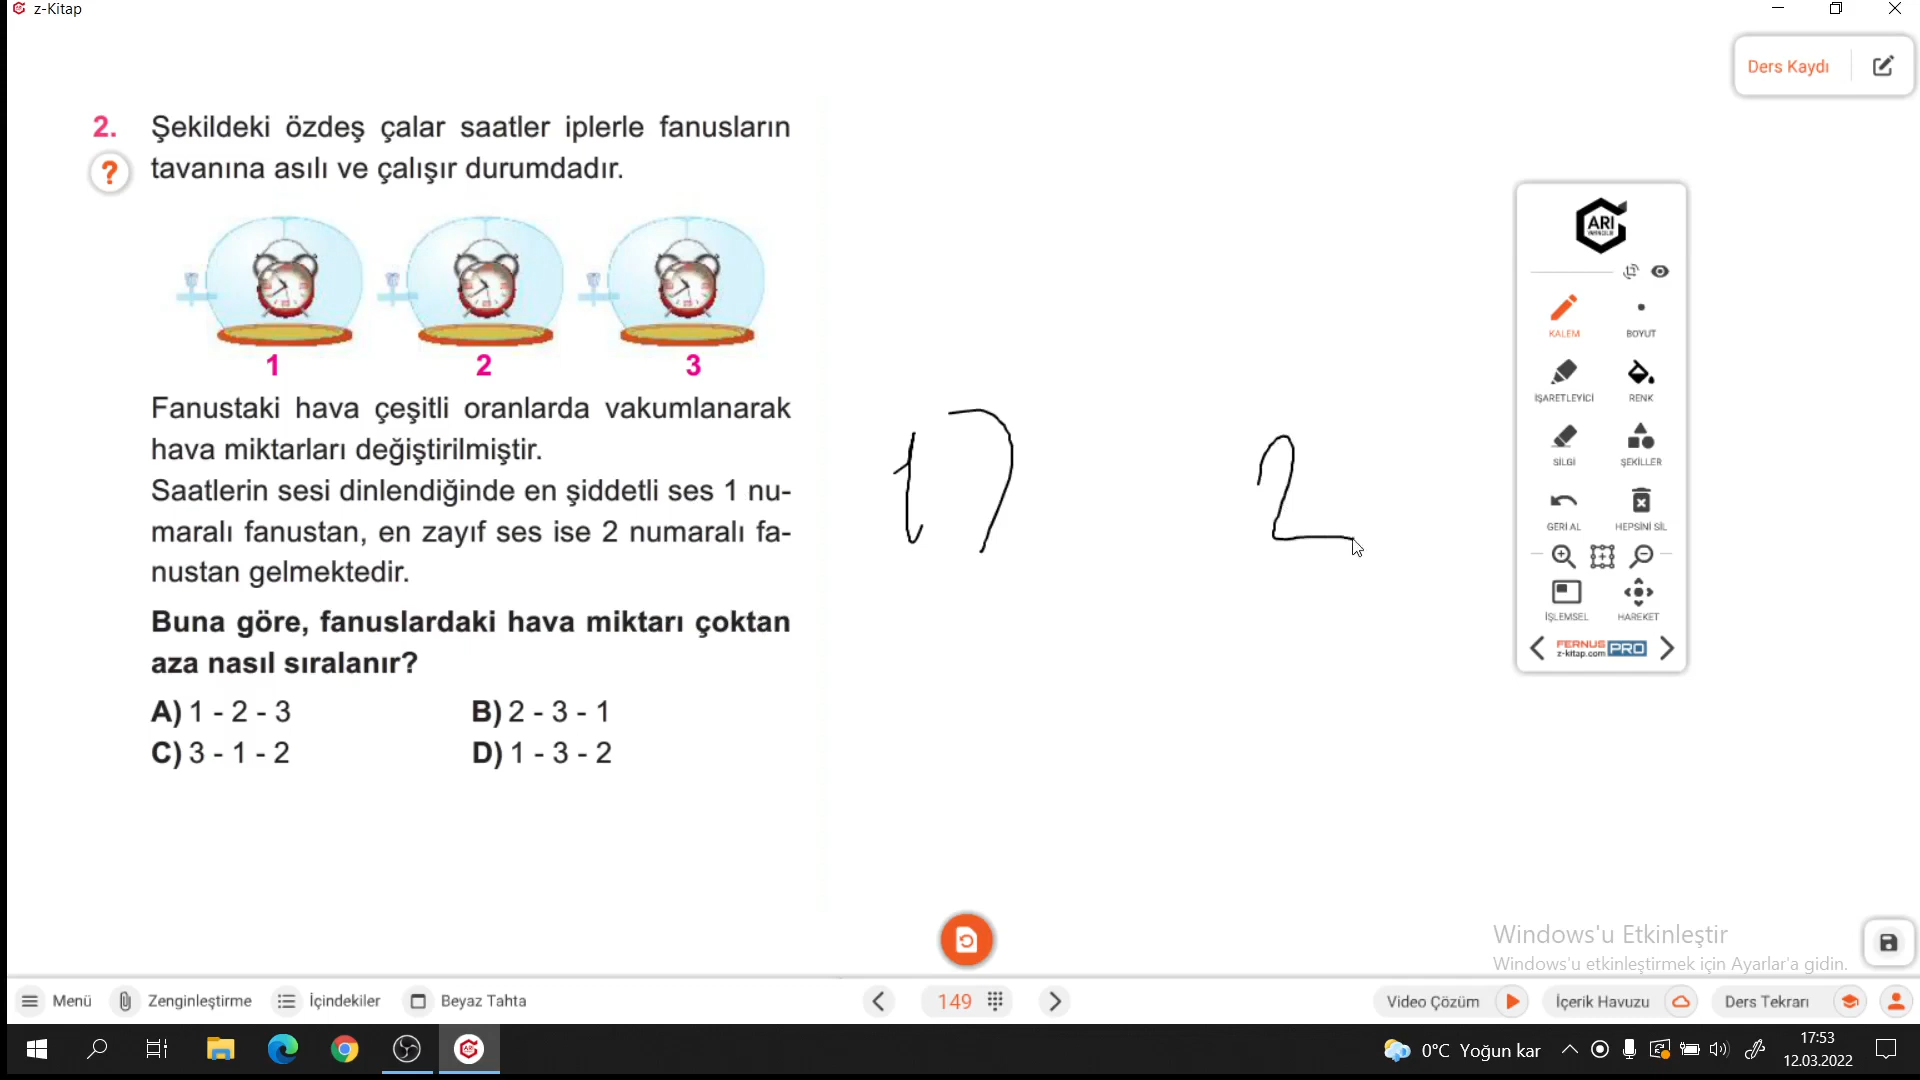 z-Kitap
Ders Kaydı
2. Şekildeki özdeş çalar saatler iplerle fanusların
? tavanına asılı ve çalışır durumdadır.
1 2 3
Fanustaki hava çeşitli oranlarda vakumlanarak
hava miktarları değiştirilmiştir.
Saatlerin sesi dinlendiğinde en şiddetli ses 1 nu-
maralı fanustan, en zayıf ses ise 2 numaralı fa-
nustan gelmektedir.
Buna göre, fanuslardaki hava miktarı çoktan
aza nasıl sıralanır?
A) 1 - 2 - 3 B) 2 - 3 - 1
C) 3 - 1 - 2 D) 1 - 3 - 2
1 2
ARI
YAYINCILIK
KALEM BOYUT
İŞARETLEYİCİ RENK
SİLGİ ŞEKİLLER
GERİ AL HEPSİNİ SİL
İŞLEMSEL HAREKET
FERNUS
z-kitap.com PRO
Windows'u Etkinleştir
Windows'u etkinleştirmek için Ayarlar'a gidin.
Menü Zenginleştirme İçindekiler Beyaz Tahta 149 Video Çözüm İçerik Havuzu Ders Tekrarı
0°C Yoğun kar 17:53
12.03.2022